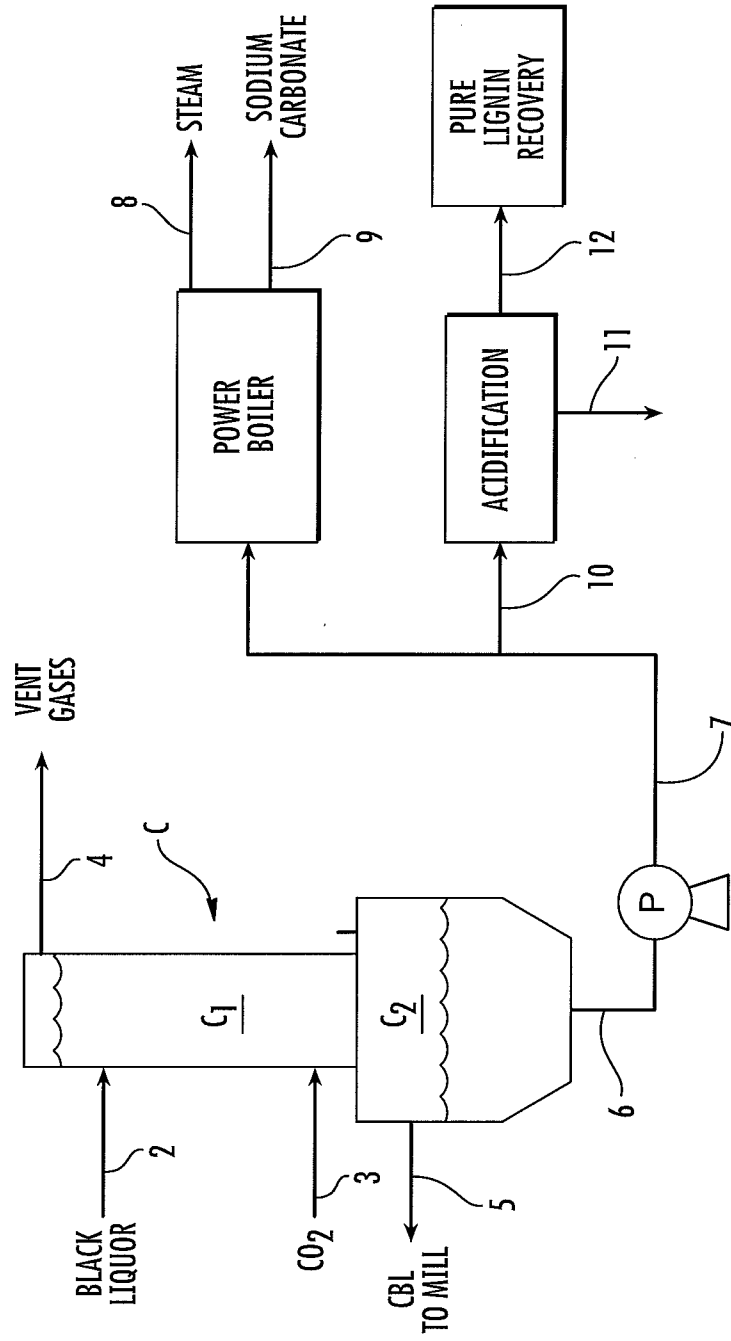 VENT
GASES
4
C
C1
C2
BLACK
LIQUOR
2
CO2
3
CBL
TO MILL
5
6
P
7
POWER
BOILER
8
STEAM
9
SODIUM
CARBONATE
10
ACIDIFICATION
11
12
PURE
LIGNIN
RECOVERY